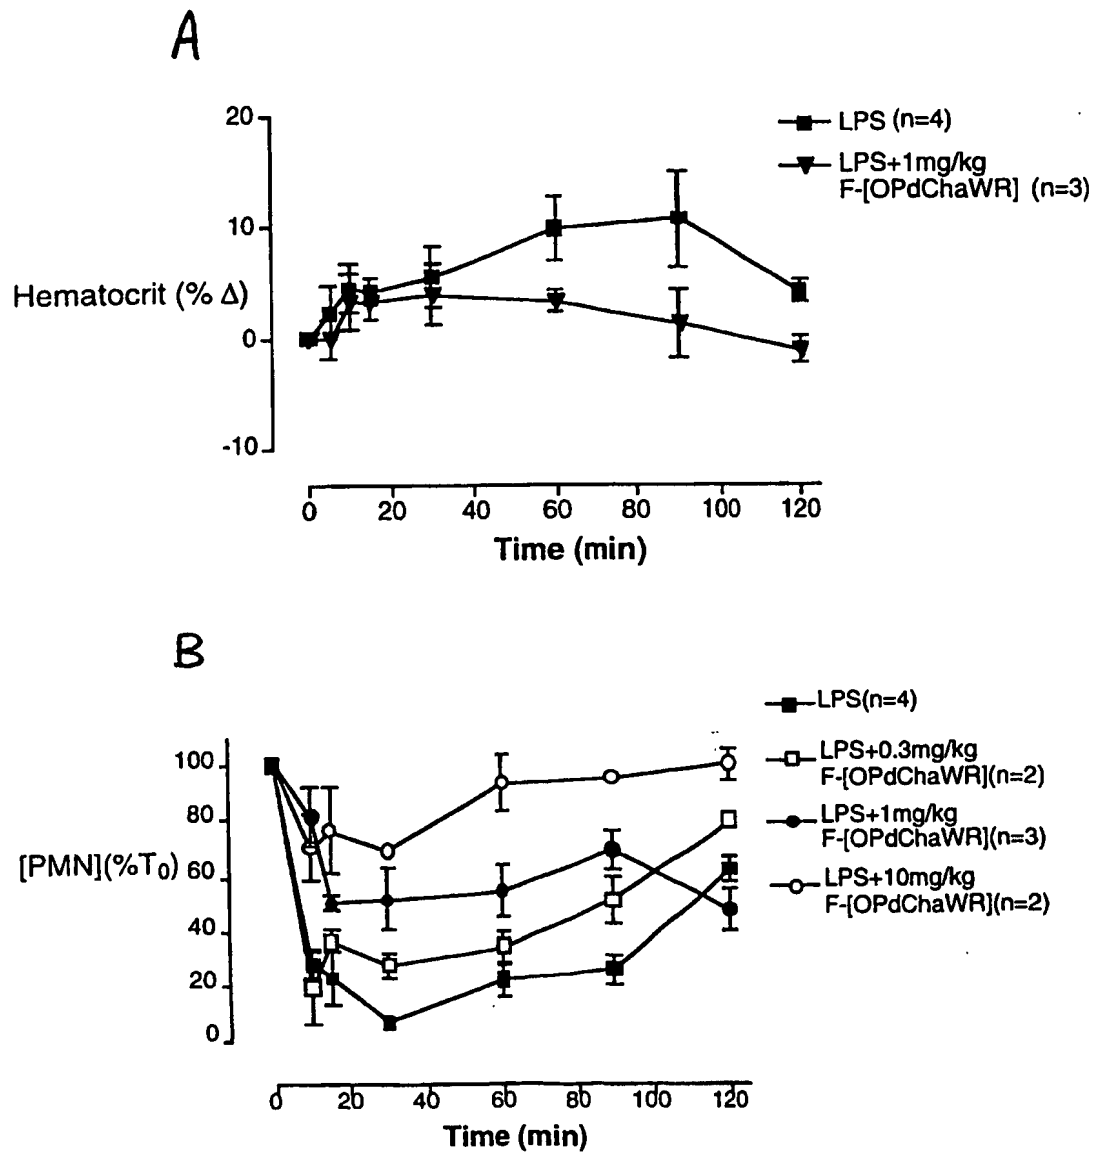 A
20
10
0
-10
Hematocrit (% Δ)
LPS (n=4)
LPS+1mg/kg
F-[OPdChaWR] (n=3)
0 20 40 60 80 100 120
Time (min)
B
100
80
60
40
20
0
[PMN](%T₀)
LPS(n=4)
LPS+0.3mg/kg
F-[OPdChaWR](n=2)
LPS+1mg/kg
F-[OPdChaWR](n=3)
LPS+10mg/kg
F-[OPdChaWR](n=2)
0 20 40 60 80 100 120
Time (min)